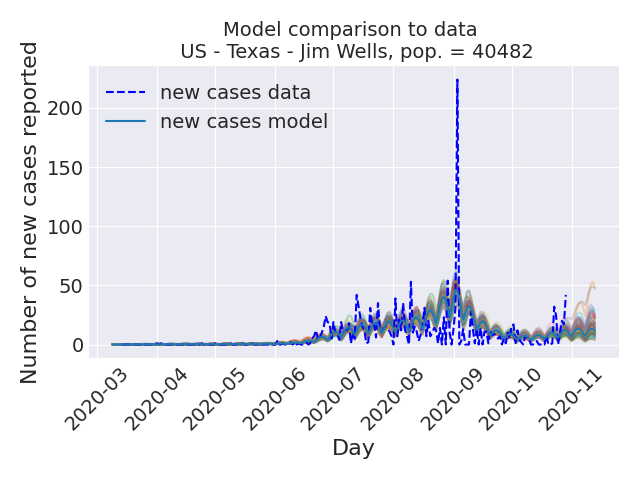 Model comparison to data
US - Texas - Jim Wells, pop. = 40482
Number of new cases reported
new cases data
new cases model
200
150
100
50
0
2020-03
2020-04
2020-05
2020-06
2020-07
2020-08
2020-09
2020-10
2020-11
Day